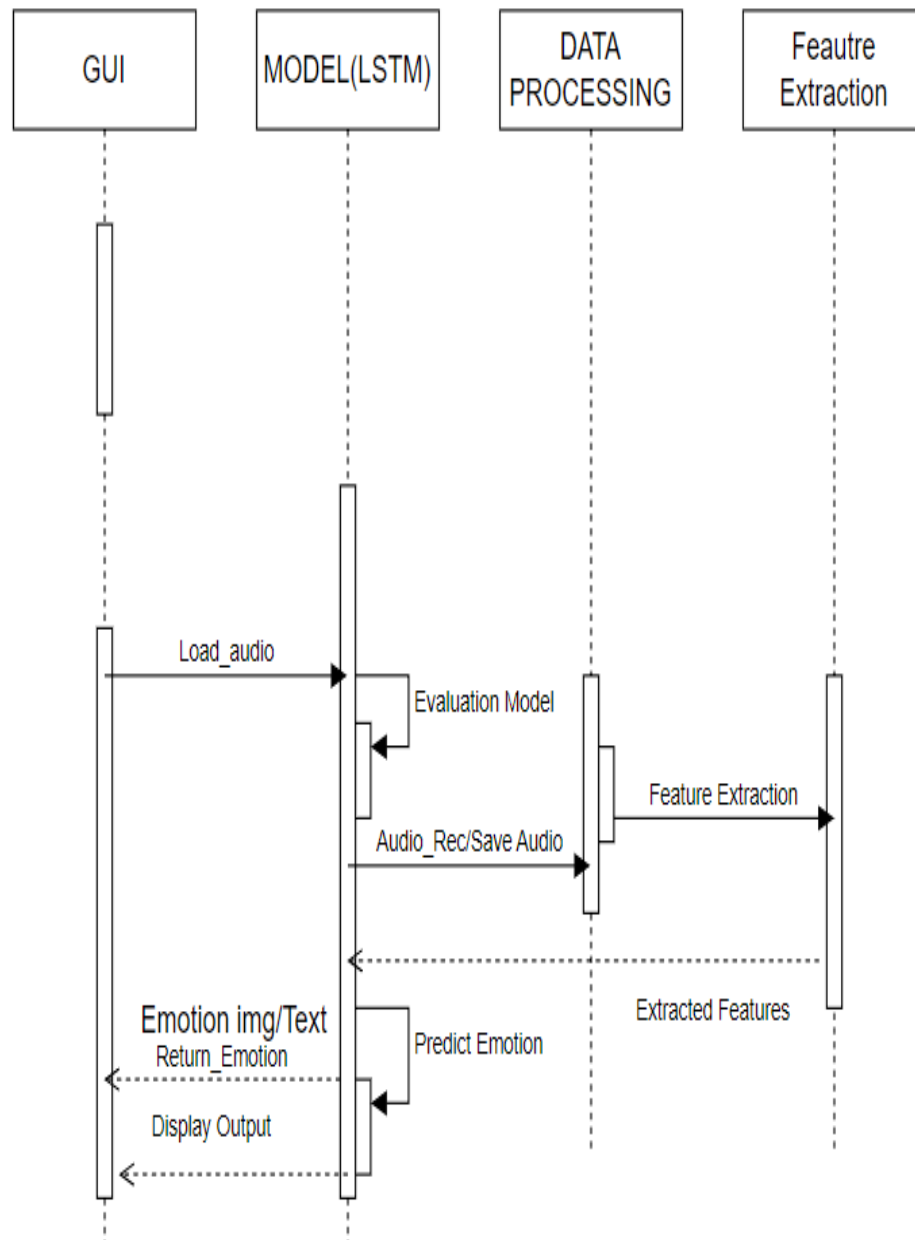 GUI
MODEL(LSTM)
DATA
PROCESSING
Feautre
Extraction
Load_audio
Evaluation Model
Feature Extraction
Audio_Rec/Save Audio
Extracted Features
Emotion img/Text
Predict Emotion
Return_Emotion
Display Output